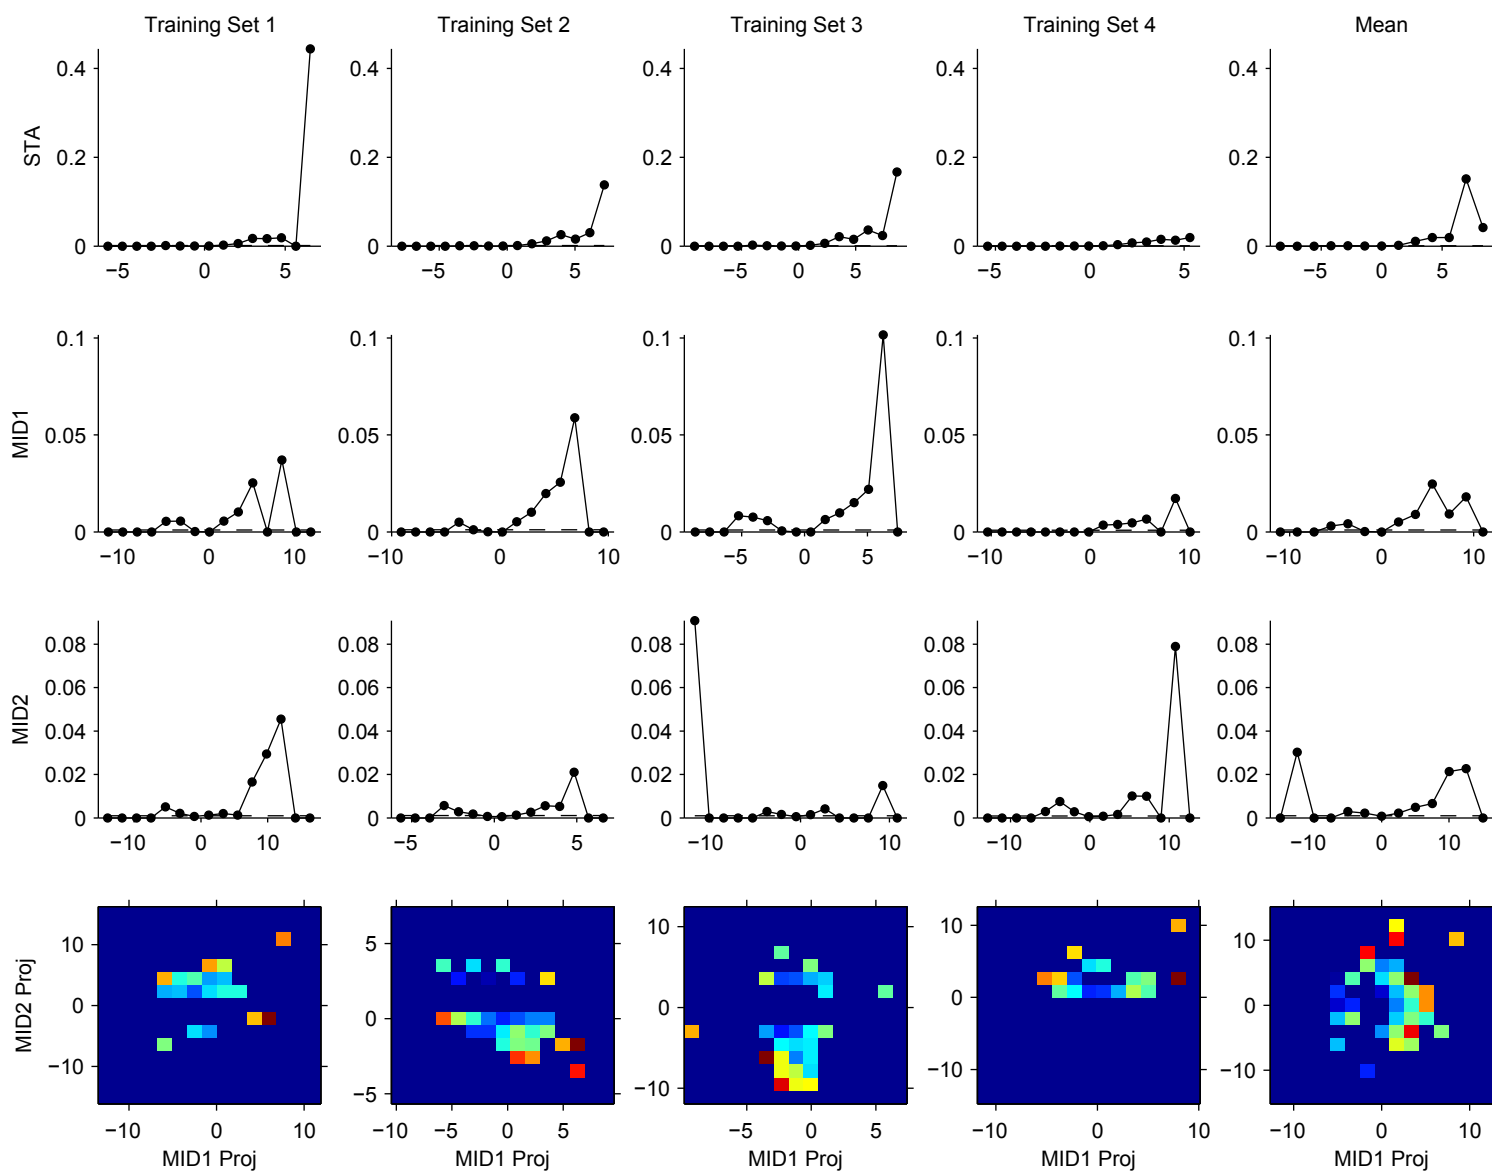 Training Set 1 Training Set 2 Training Set 3 Training Set 4 Mean
STA
0.4 0.4 0.4 0.4 0.4
0.2 0.2 0.2 0.2 0.2
0 0 0 0 0
−5 0 5 −5 0 5 −5 0 5 −5 0 5 −5 0 5
MID1
0.1 0.1 0.1 0.1 0.1
0.05 0.05 0.05 0.05 0.05
0 0 0 0 0
−10 0 10 −10 −5 0 5 10 −5 0 5 −10 0 10 −10 0 10
MID2
0.08 0.08 0.08 0.08 0.08
0.06 0.06 0.06 0.06 0.06
0.04 0.04 0.04 0.04 0.04
0.02 0.02 0.02 0.02 0.02
0 0 0 0 0
−10 0 10 −5 0 5 −10 0 10 −10 0 10 −10 0 10
MID2 Proj
10 5 10 10 10
0 0 0 0 0
−10 −5 −10 −10 −10
−10 0 10 −10 −5 0 5 −5 0 5 −10 0 10 −10 0 10
MID1 Proj MID1 Proj MID1 Proj MID1 Proj MID1 Proj